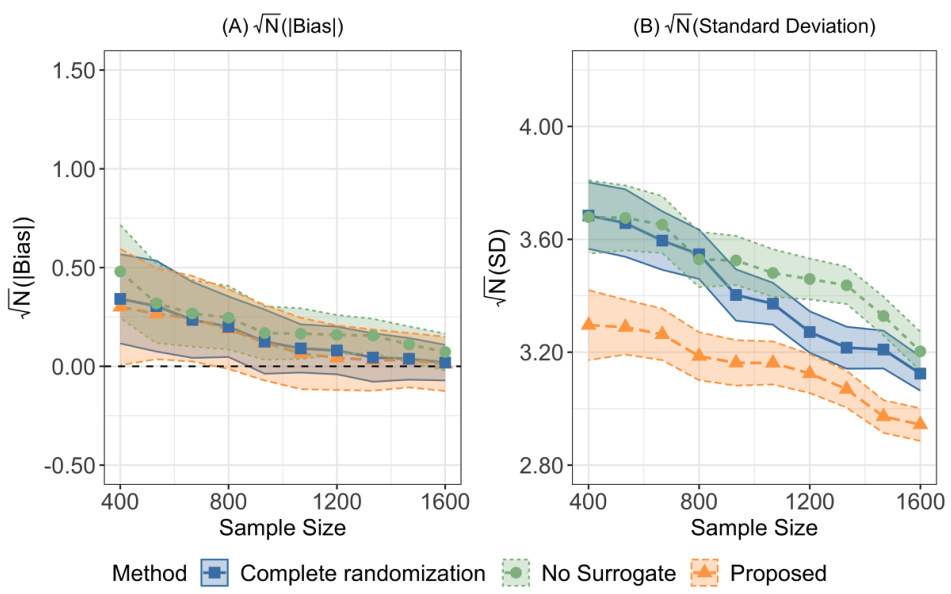 (A) √N(|Bias|)
(B) √N(Standard Deviation)
√N(|Bias|)
1.50
1.00
0.50
0.00
-0.50
400
800
1200
1600
Sample Size
√N(SD)
4.00
3.60
3.20
2.80
400
800
1200
1600
Sample Size
Method Complete randomization No Surrogate Proposed